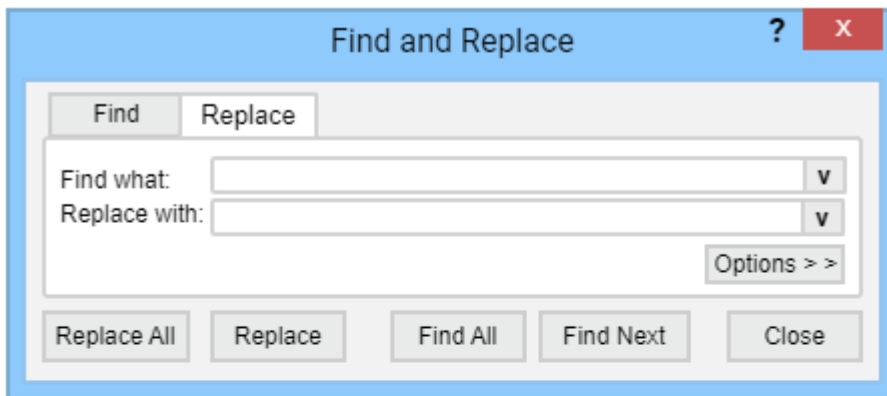 Find and Replace ? X
Find Replace
Find what: v
Replace with: v
Options > >
Replace All Replace Find All Find Next Close